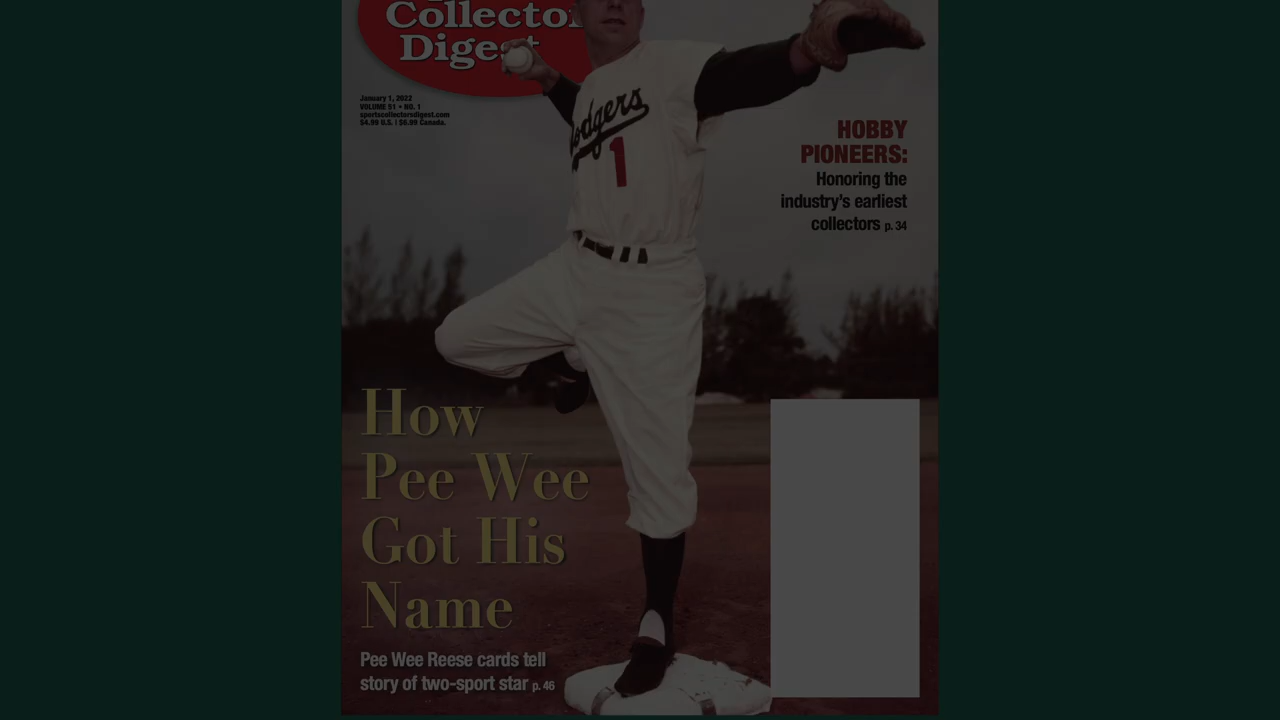 Collector
Digest
January 1, 2022
VOLUME 51 • NO. 1
sportscollectorsdigest.com
$4.99 U.S. | $6.99 Canada.
Dodgers
1
HOBBY
PIONEERS:
Honoring the
industry's earliest
collectors p. 34
How
Pee Wee
Got His
Name
Pee Wee Reese cards tell
story of two-sport star p. 46